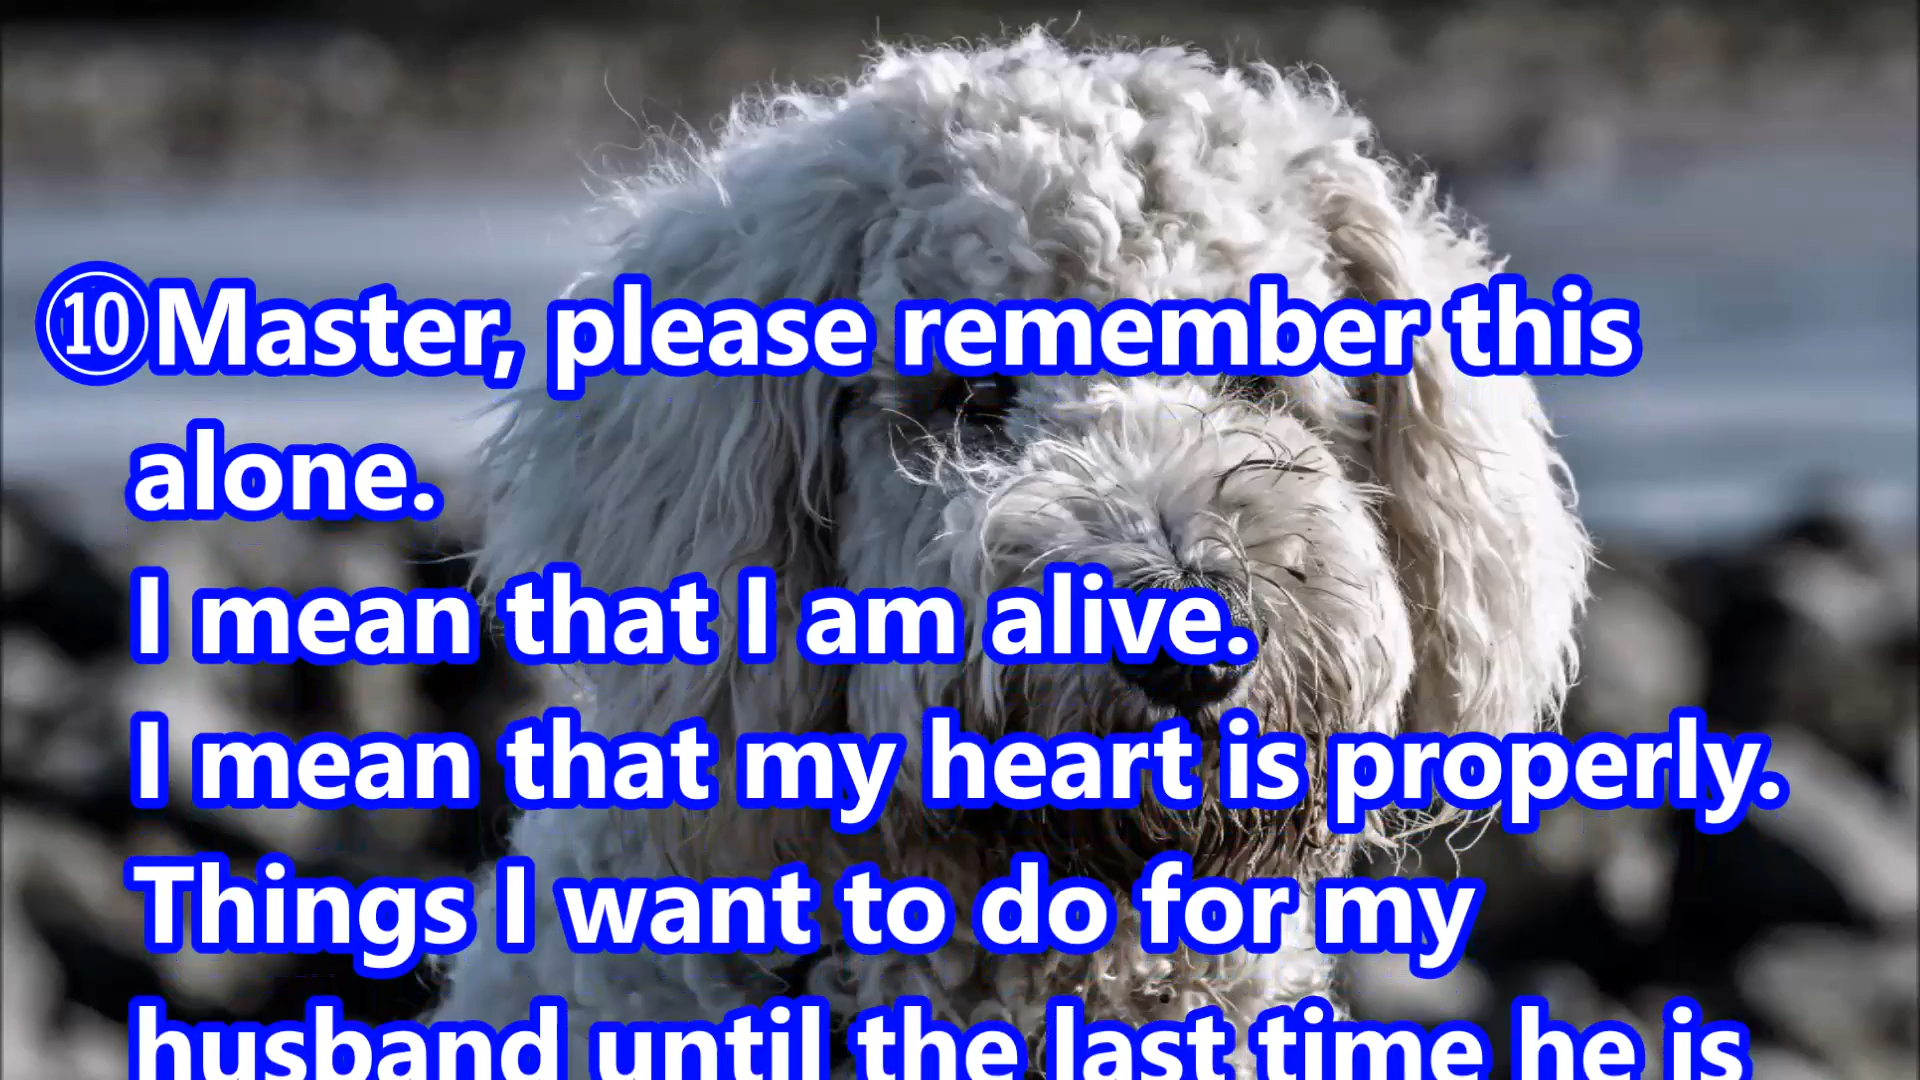 ⑩Master, please remember this
alone.
I mean that I am alive.
I mean that my heart is properly.
Things I want to do for my
husband until the last time he is